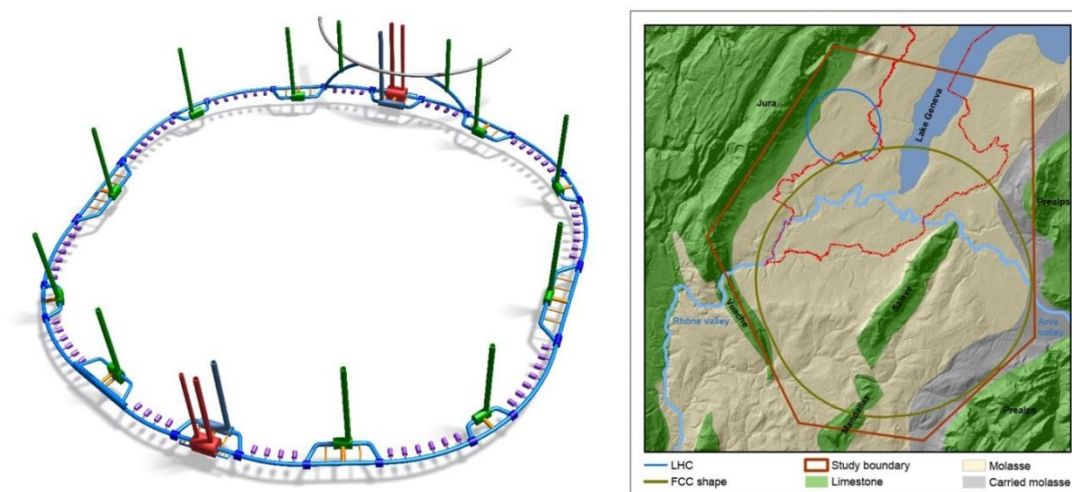 Jura
Lake Geneva
Prealps
Salève
Rhône valley
Vuache
Arve
valley
Mandallaz
Prealps
LHC
FCC shape
Study boundary
Limestone
Molasse
Carried molasse